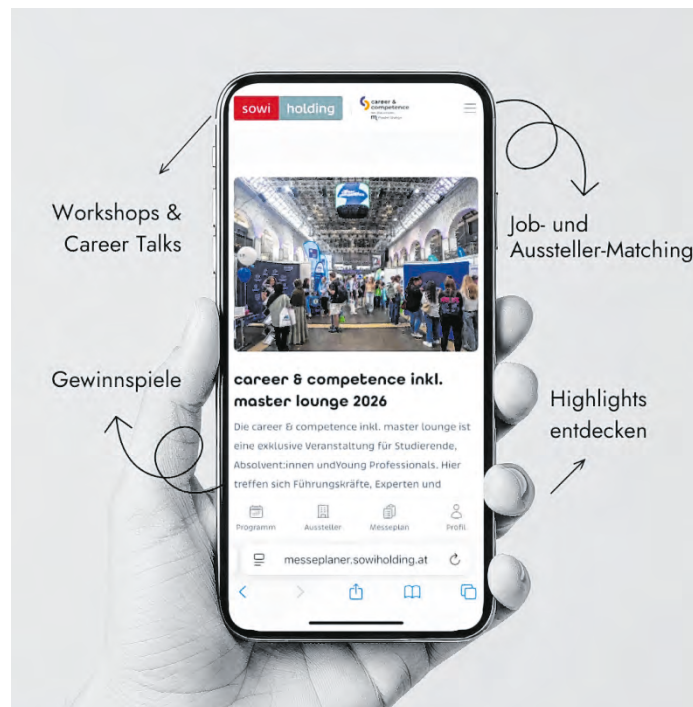 sowi holding
career &
competence
Workshops &
Career Talks
Job- und
Aussteller-Matching
Gewinnspiele
career & competence inkl.
master lounge 2026
Die career & competence inkl. master lounge ist
eine exklusive Veranstaltung für Studierende,
Absolvent:innen undYoung Professionals. Hier
treffen sich Führungskräfte, Experten und
Highlights
entdecken
Programm Aussteller Messeplan Profil
messeplaner.sowiholding.at